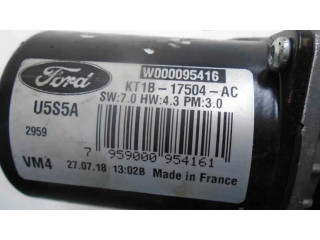 Ford
W000095416
KT1B-17504-AC
SW:7.0 HW:4.3 PM:3.0
U5S5A
2959
7 959000 954161
VM4 27.07.18 13:02B Made in France